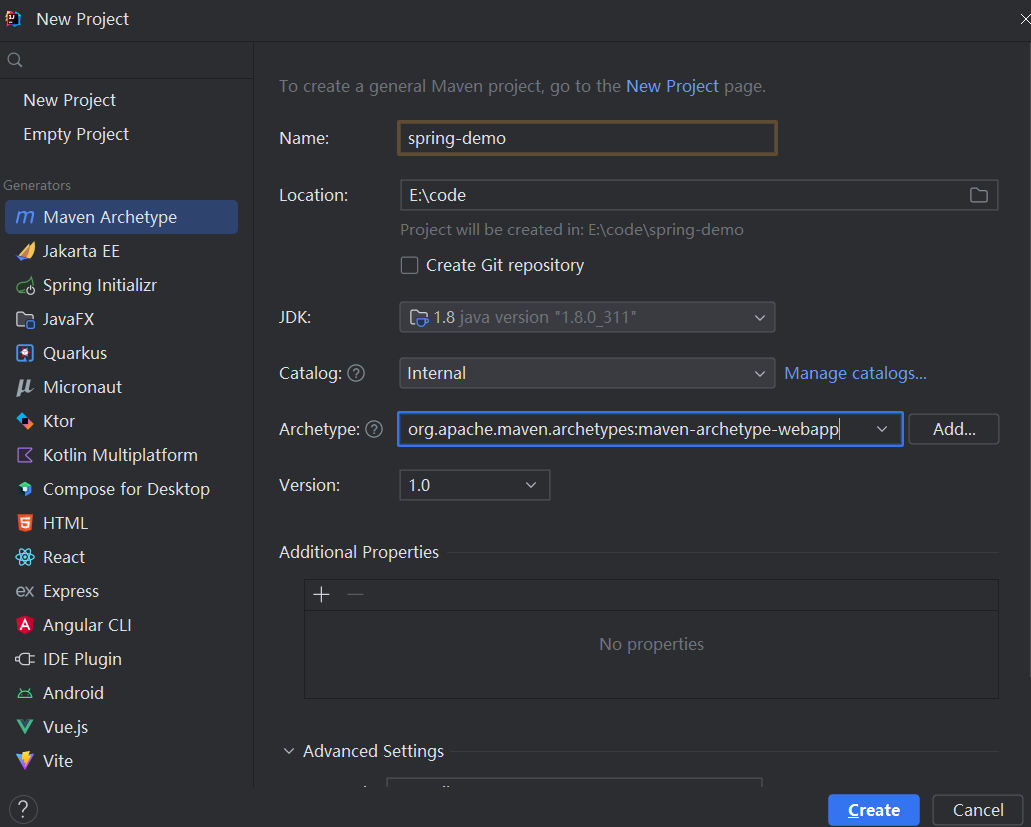 New Project
New Project
Empty Project
Generators
Maven Archetype
Jakarta EE
Spring Initializr
JavaFX
Quarkus
Micronaut
Ktor
Kotlin Multiplatform
Compose for Desktop
HTML
React
Express
Angular CLI
IDE Plugin
Android
Vue.js
Vite
To create a general Maven project, go to the New Project page.
Name: spring-demo
Location: E:\code
Project will be created in: E:\code\spring-demo
Create Git repository
JDK: 1.8 java version "1.8.0_311"
Catalog: ? Internal Manage catalogs...
Archetype: ? org.apache.maven.archetypes:maven-archetype-webapp Add...
Version: 1.0
Additional Properties
No properties
Advanced Settings
? Create Cancel